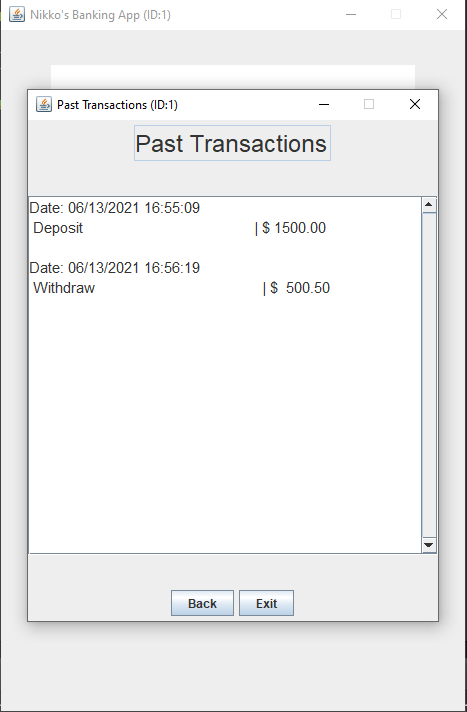 Nikko's Banking App (ID:1)
Past Transactions (ID:1)
Past Transactions
Date: 06/13/2021 16:55:09
Deposit | $ 1500.00
Date: 06/13/2021 16:56:19
Withdraw | $  500.50
Back
Exit